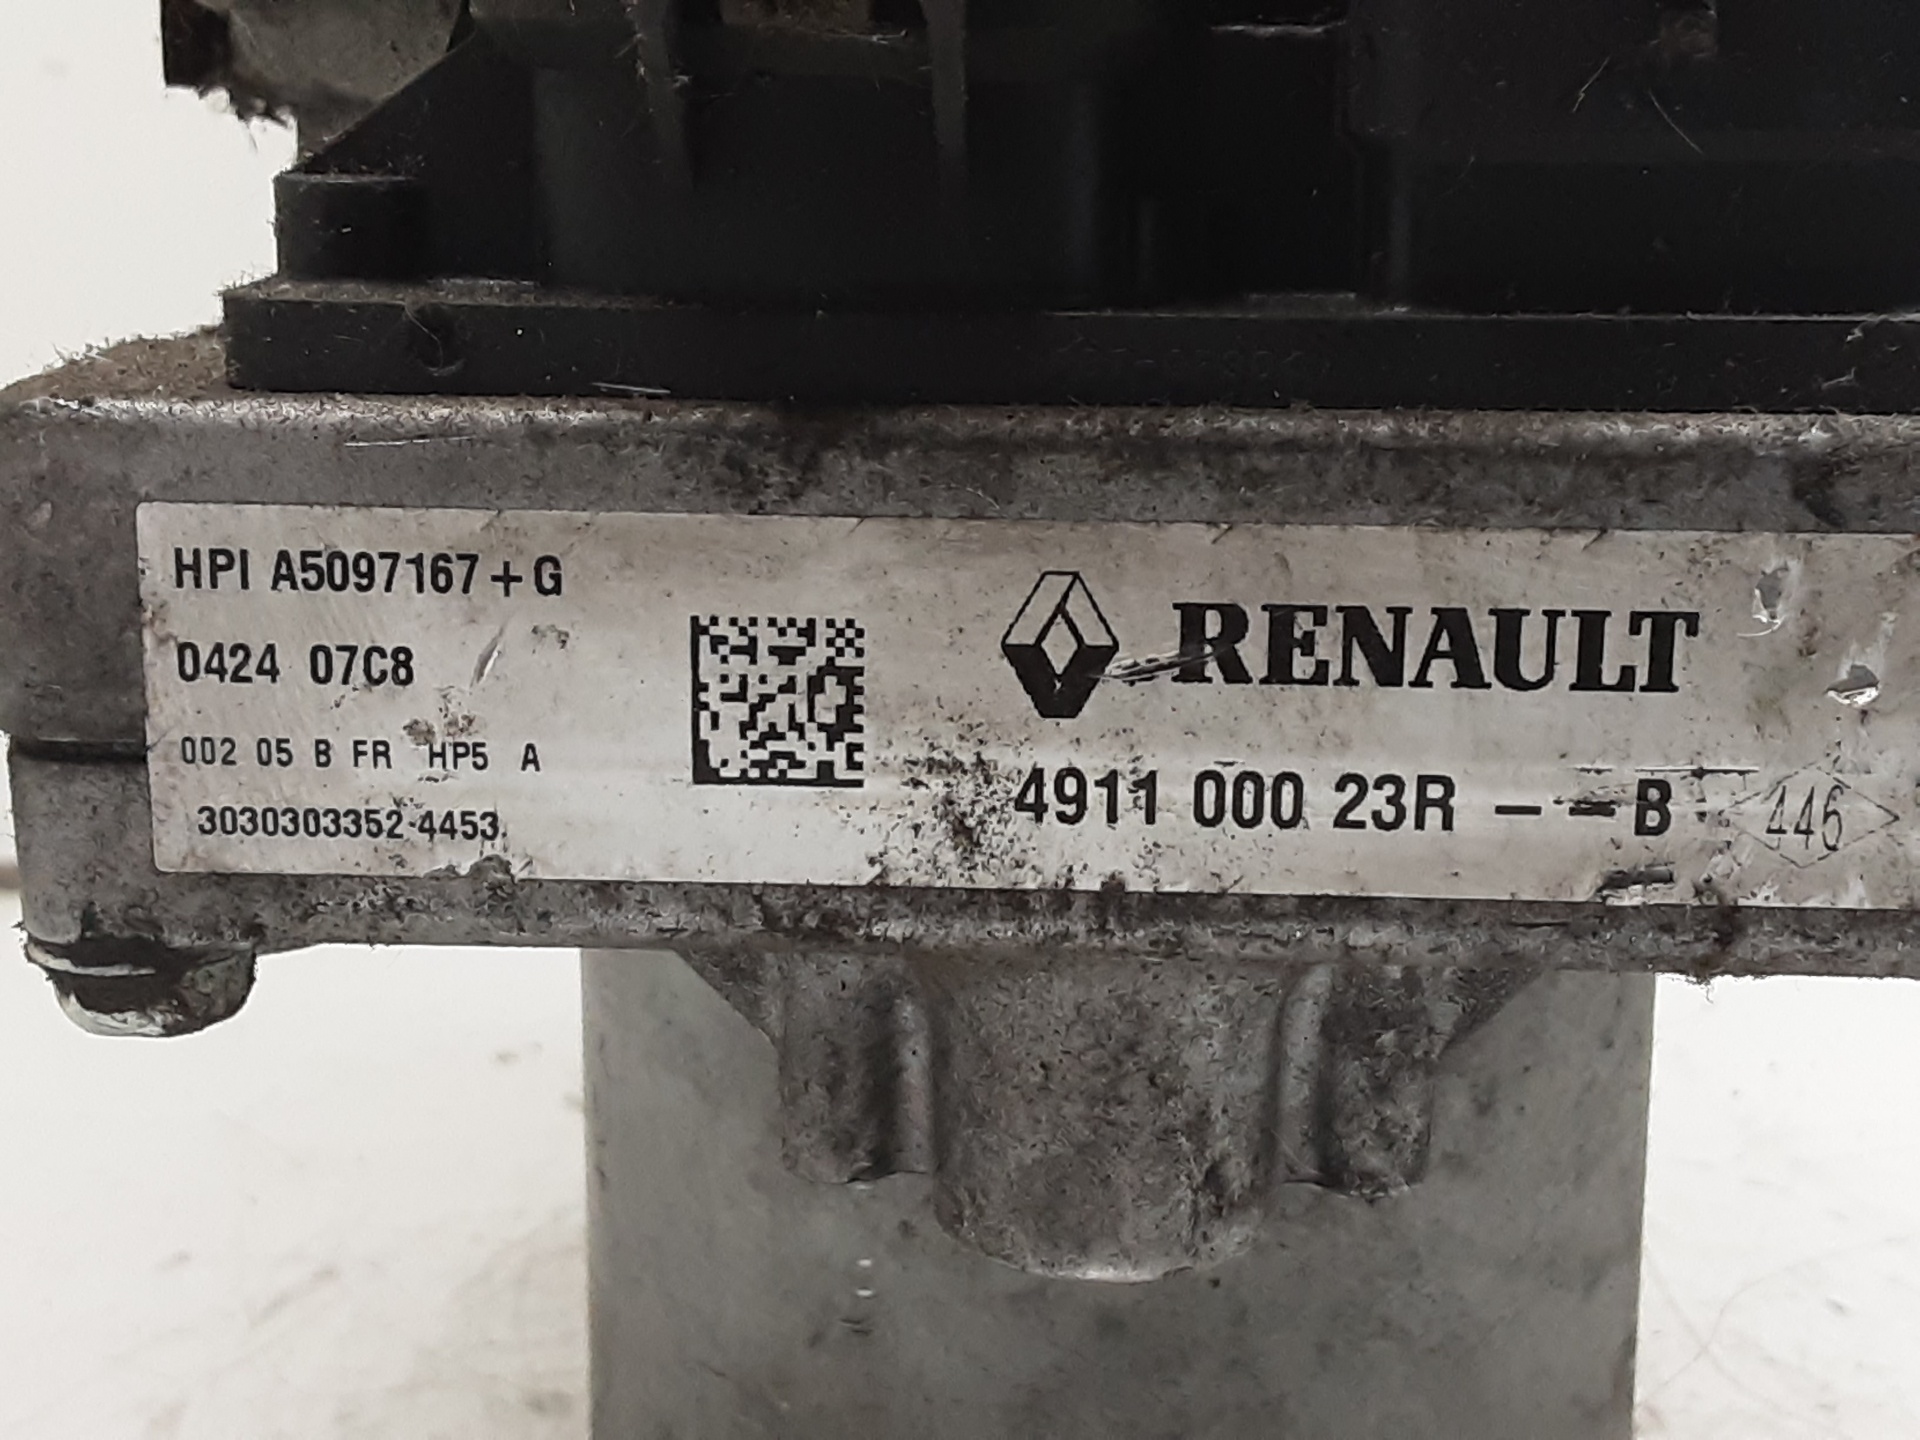 HPI A5097167+G
0424 07C8
002 05 B FR HP5 A
3030303352 4453
RENAULT
4911 000 23R - - B
446